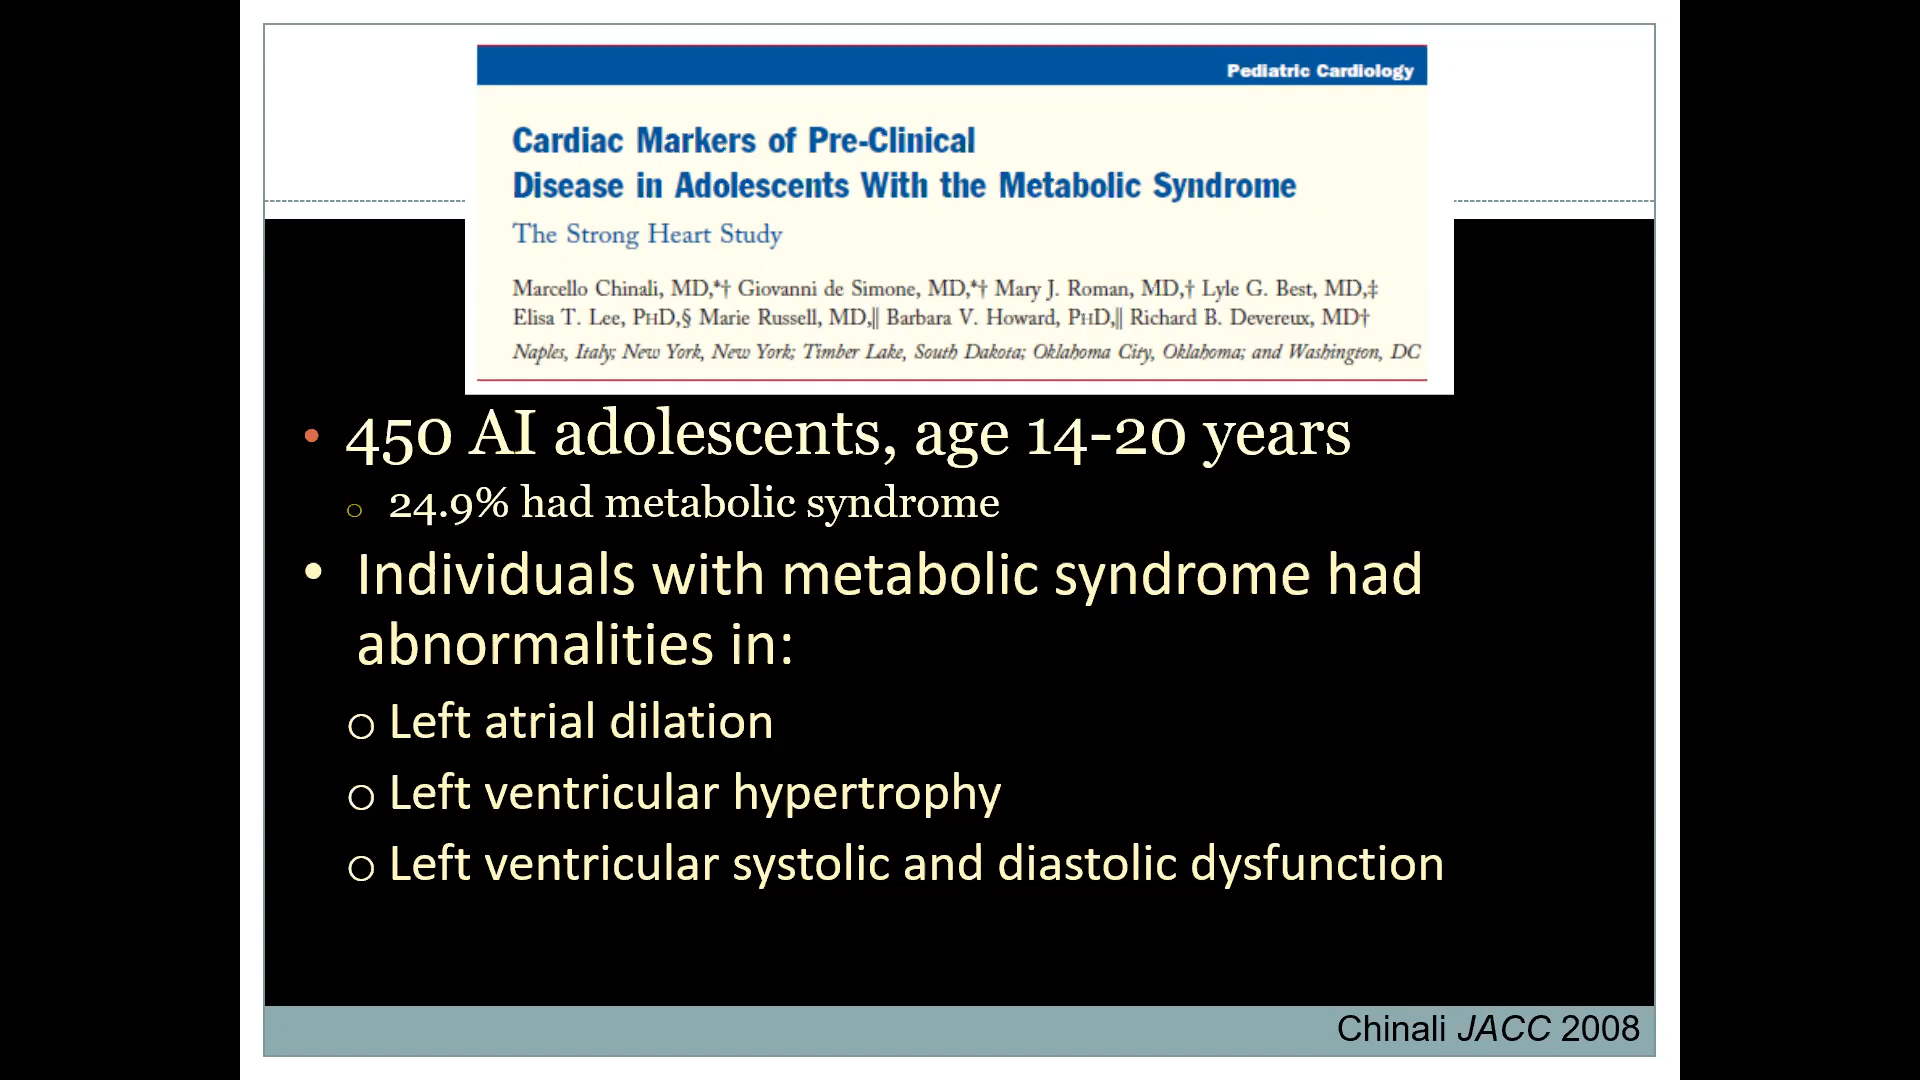 Pediatric Cardiology
Cardiac Markers of Pre-Clinical
Disease in Adolescents With the Metabolic Syndrome
The Strong Heart Study
Marcello Chinali, MD,*† Giovanni de Simone, MD,*† Mary J. Roman, MD,† Lyle G. Best, MD,‡
Elisa T. Lee, PHD,§ Marie Russell, MD,‖ Barbara V. Howard, PHD,‖ Richard B. Devereux, MD†
Naples, Italy; New York, New York; Timber Lake, South Dakota; Oklahoma City, Oklahoma; and Washington, DC
• 450 AI adolescents, age 14-20 years
○ 24.9% had metabolic syndrome
• Individuals with metabolic syndrome had
abnormalities in:
○ Left atrial dilation
○ Left ventricular hypertrophy
○ Left ventricular systolic and diastolic dysfunction
Chinali JACC 2008